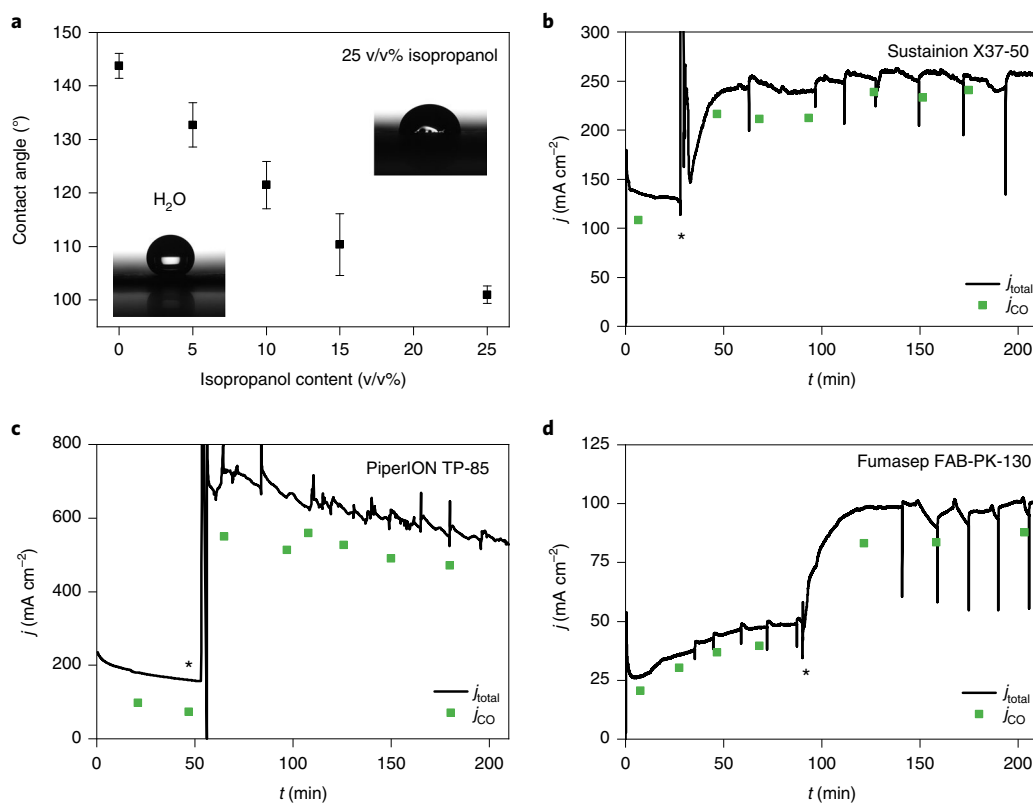 a
150
140
130
120
110
100
Contact angle (°)
25 v/v% isopropanol
H2O
0 5 10 15 20 25
Isopropanol content (v/v%)
b
300
250
200
150
100
50
0
j (mA cm−2)
Sustainion X37-50
*
jtotal
jCO
0 50 100 150 200
t (min)
c
800
600
400
200
0
j (mA cm−2)
PiperION TP-85
*
jtotal
jCO
0 50 100 150 200
t (min)
d
125
100
75
50
25
0
j (mA cm−2)
Fumasep FAB-PK-130
*
jtotal
jCO
0 50 100 150 200
t (min)